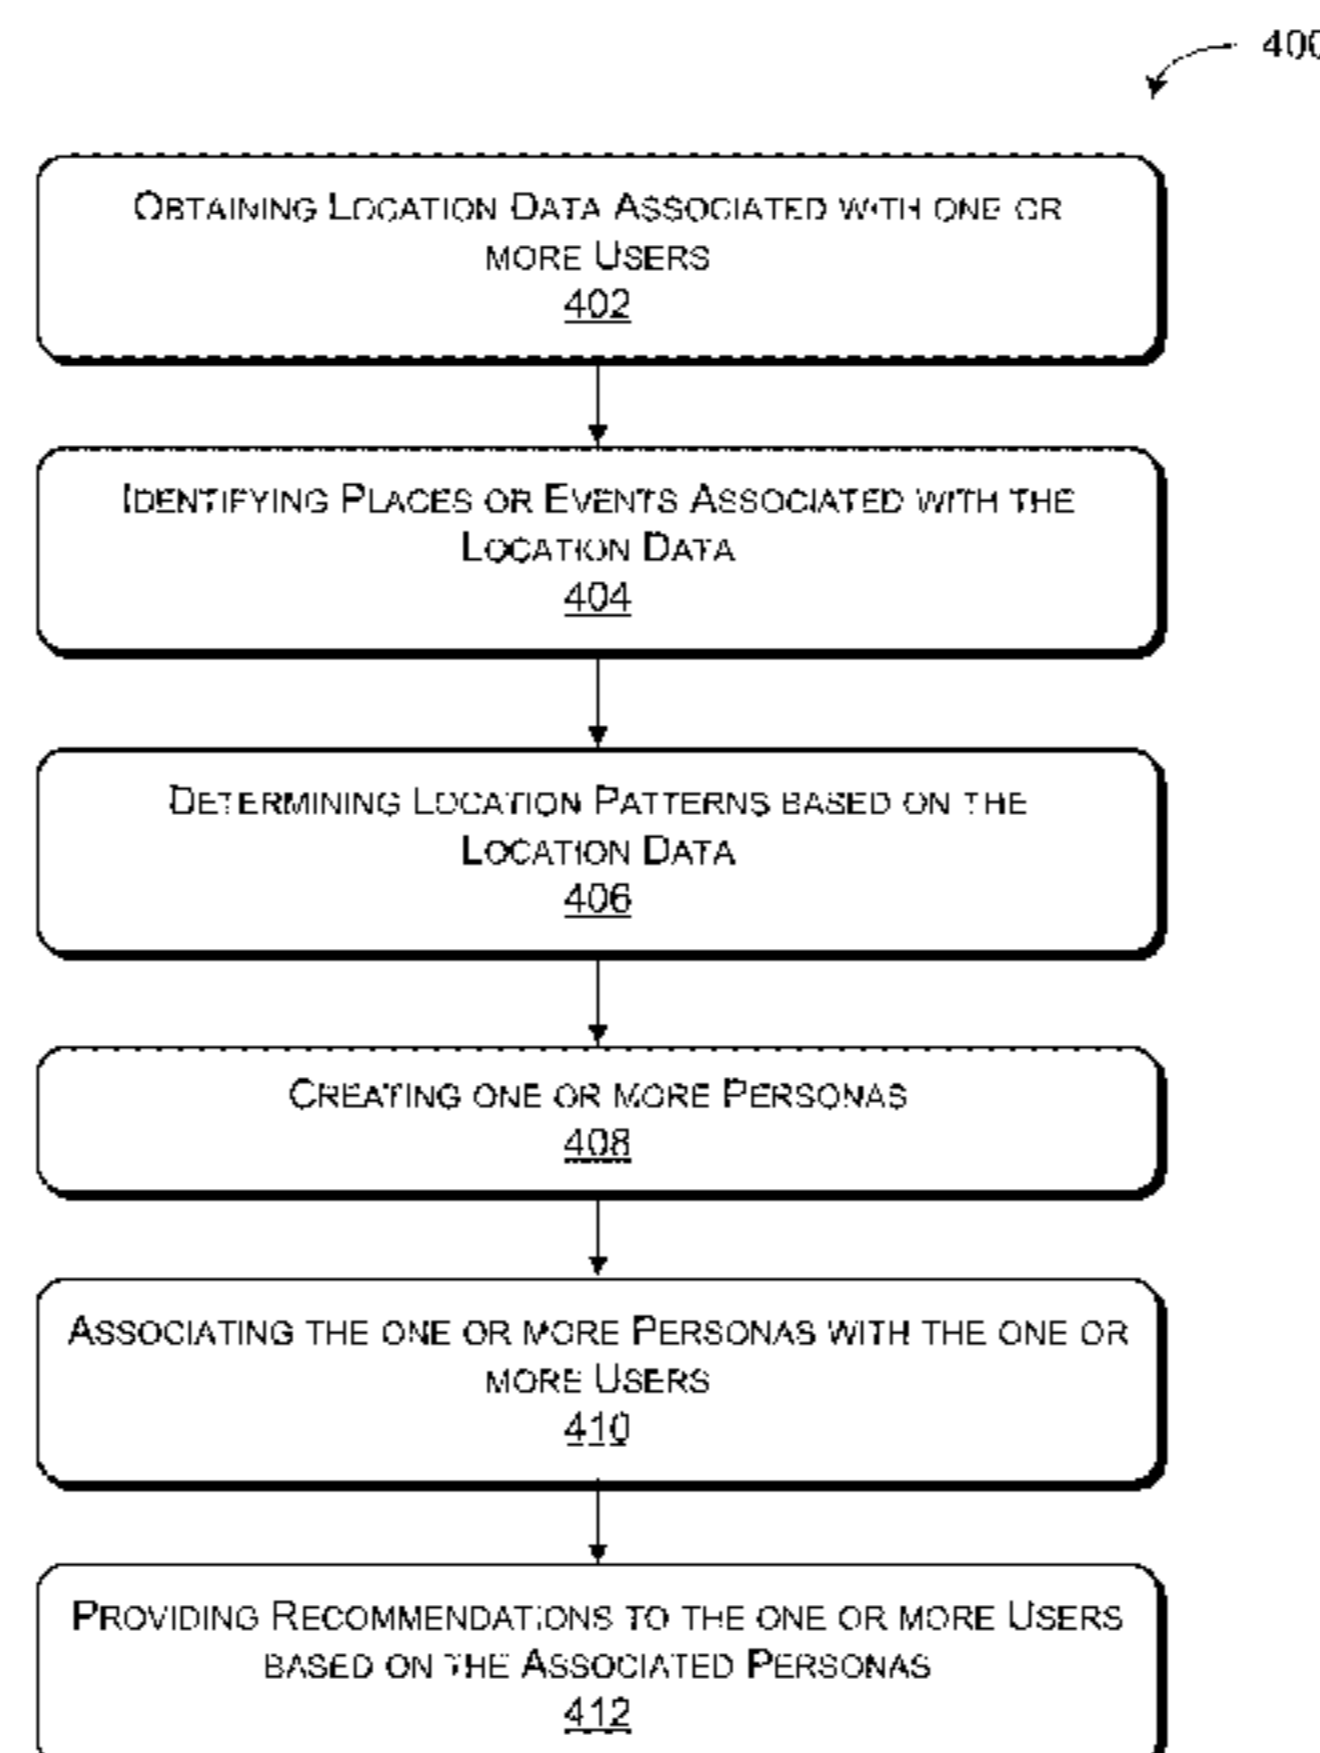 400
OBTAINING LOCATION DATA ASSOCIATED WITH ONE OR
MORE USERS
402
IDENTIFYING PLACES OR EVENTS ASSOCIATED WITH THE
LOCATION DATA
404
DETERMINING LOCATION PATTERNS BASED ON THE
LOCATION DATA
406
CREATING ONE OR MORE PERSONAS
408
ASSOCIATING THE ONE OR MORE PERSONAS WITH THE ONE OR
MORE USERS
410
PROVIDING RECOMMENDATIONS TO THE ONE OR MORE USERS
BASED ON THE ASSOCIATED PERSONAS
412